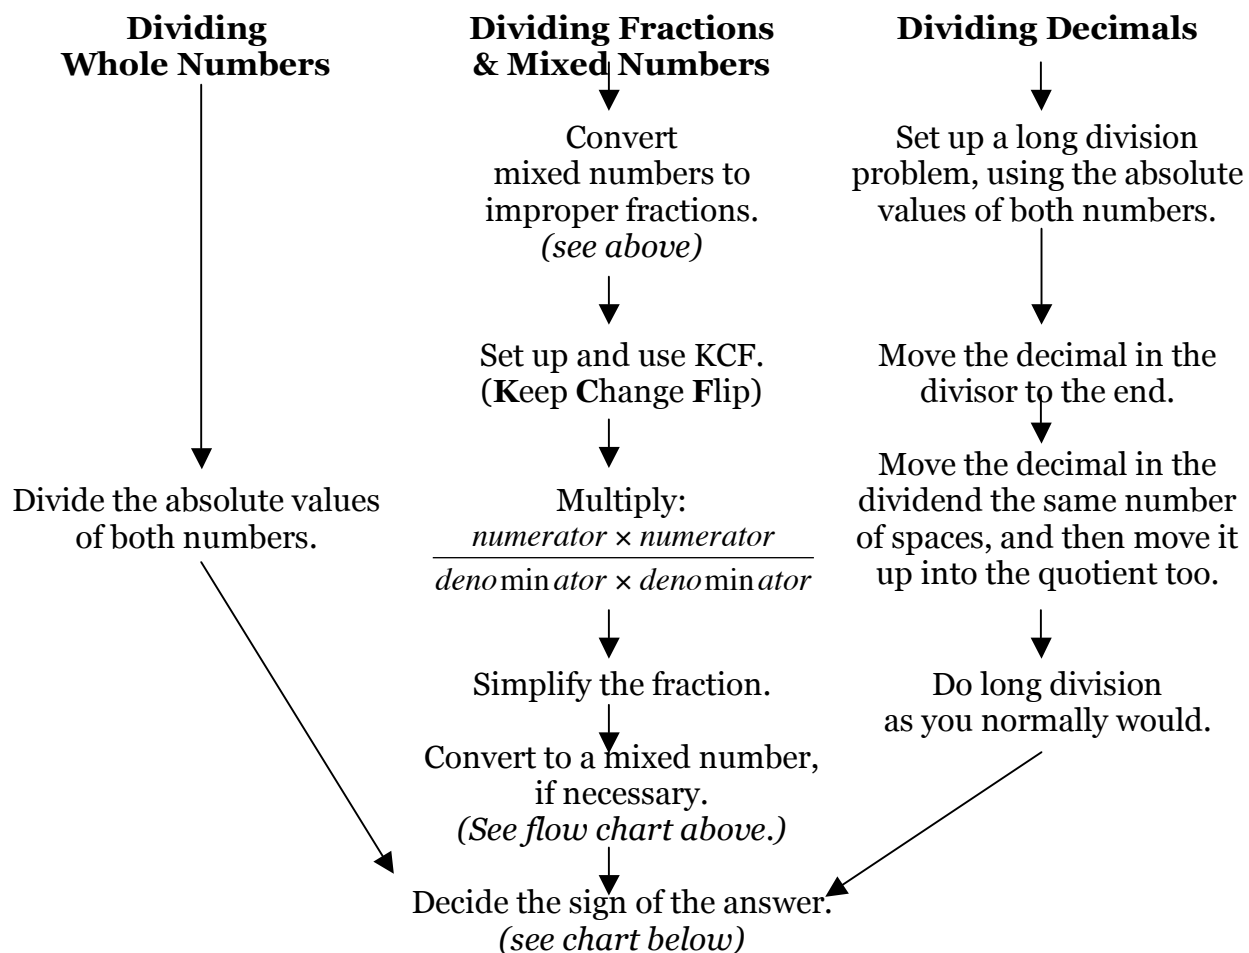 Dividing
Whole Numbers
Divide the absolute values
of both numbers.
Dividing Fractions
& Mixed Numbers
Convert
mixed numbers to
improper fractions.
(see above)
Set up and use KCF.
(Keep Change Flip)
Multiply:
numerator × numerator
denominator × denominator
Simplify the fraction.
Convert to a mixed number,
if necessary.
(See flow chart above.)
Dividing Decimals
Set up a long division
problem, using the absolute
values of both numbers.
Move the decimal in the
divisor to the end.
Move the decimal in the
dividend the same number
of spaces, and then move it
up into the quotient too.
Do long division
as you normally would.
Decide the sign of the answer.
(see chart below)